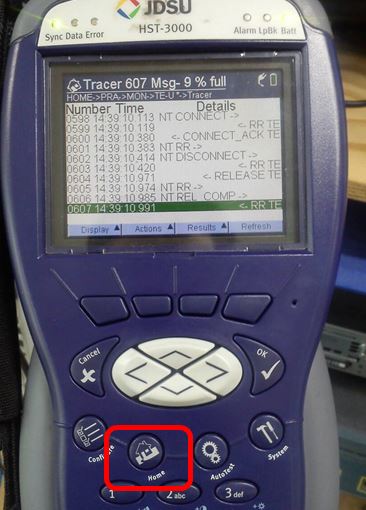 JDSU
HST-3000
Sync Data Error
Alarm LpBk Batt
Tracer 607 Msg- 9 % full
HOME->PRA->MON->TE-U *->Tracer
Number Time Details
0598 14:39:10.113 NT CONNECT ->
0599 14:39:10.119 <- RR TE
0600 14:39:10.380 <- CONNECT_ACK TE
0601 14:39:10.383 NT RR ->
0602 14:39:10.414 NT DISCONNECT ->
0603 14:39:10.420 <- RR TE
0604 14:39:10.971 <- RELEASE TE
0605 14:39:10.974 NT RR ->
0606 14:39:10.985 NT REL_COMP ->
0607 14:39:10.991 <- RR TE
Display Actions Results Refresh
Cancel
OK
Configure
Home
AutoTest
System
1
2 abc
3 def